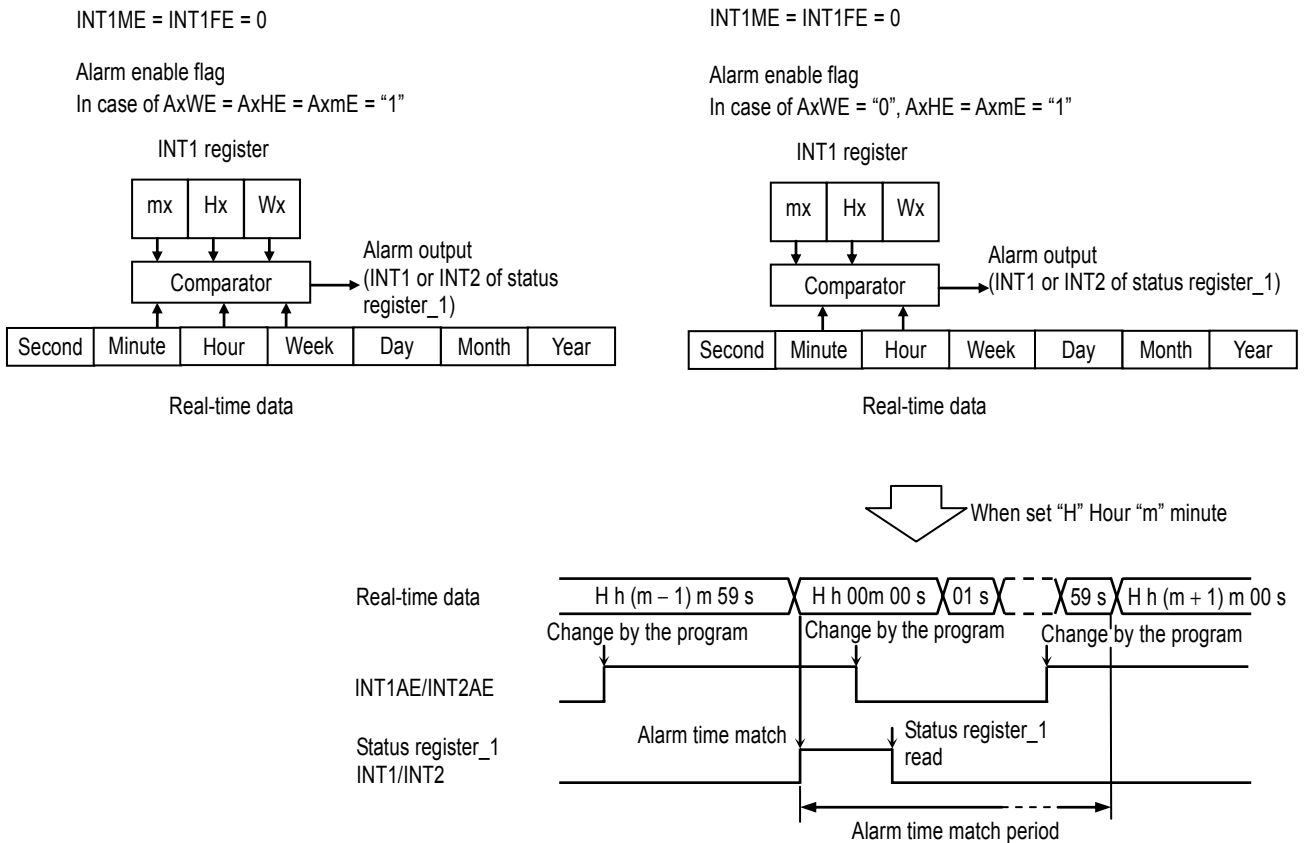 INT1ME = INT1FE = 0
Alarm enable flag
In case of AxWE = AxHE = AxmE = “1”
INT1 register
mx Hx Wx
Comparator
Alarm output
(INT1 or INT2 of status
register_1)
Second Minute Hour Week Day Month Year
Real-time data
INT1ME = INT1FE = 0
Alarm enable flag
In case of AxWE = “0”, AxHE = AxmE = “1”
INT1 register
mx Hx Wx
Comparator
Alarm output
(INT1 or INT2 of status register_1)
Second Minute Hour Week Day Month Year
Real-time data
When set “H” Hour “m” minute
Real-time data
H h (m − 1) m 59 s H h 00m 00 s 01 s 59 s H h (m + 1) m 00 s
Change by the program Change by the program Change by the program
INT1AE/INT2AE
Status register_1
INT1/INT2
Alarm time match
Status register_1
read
Alarm time match period